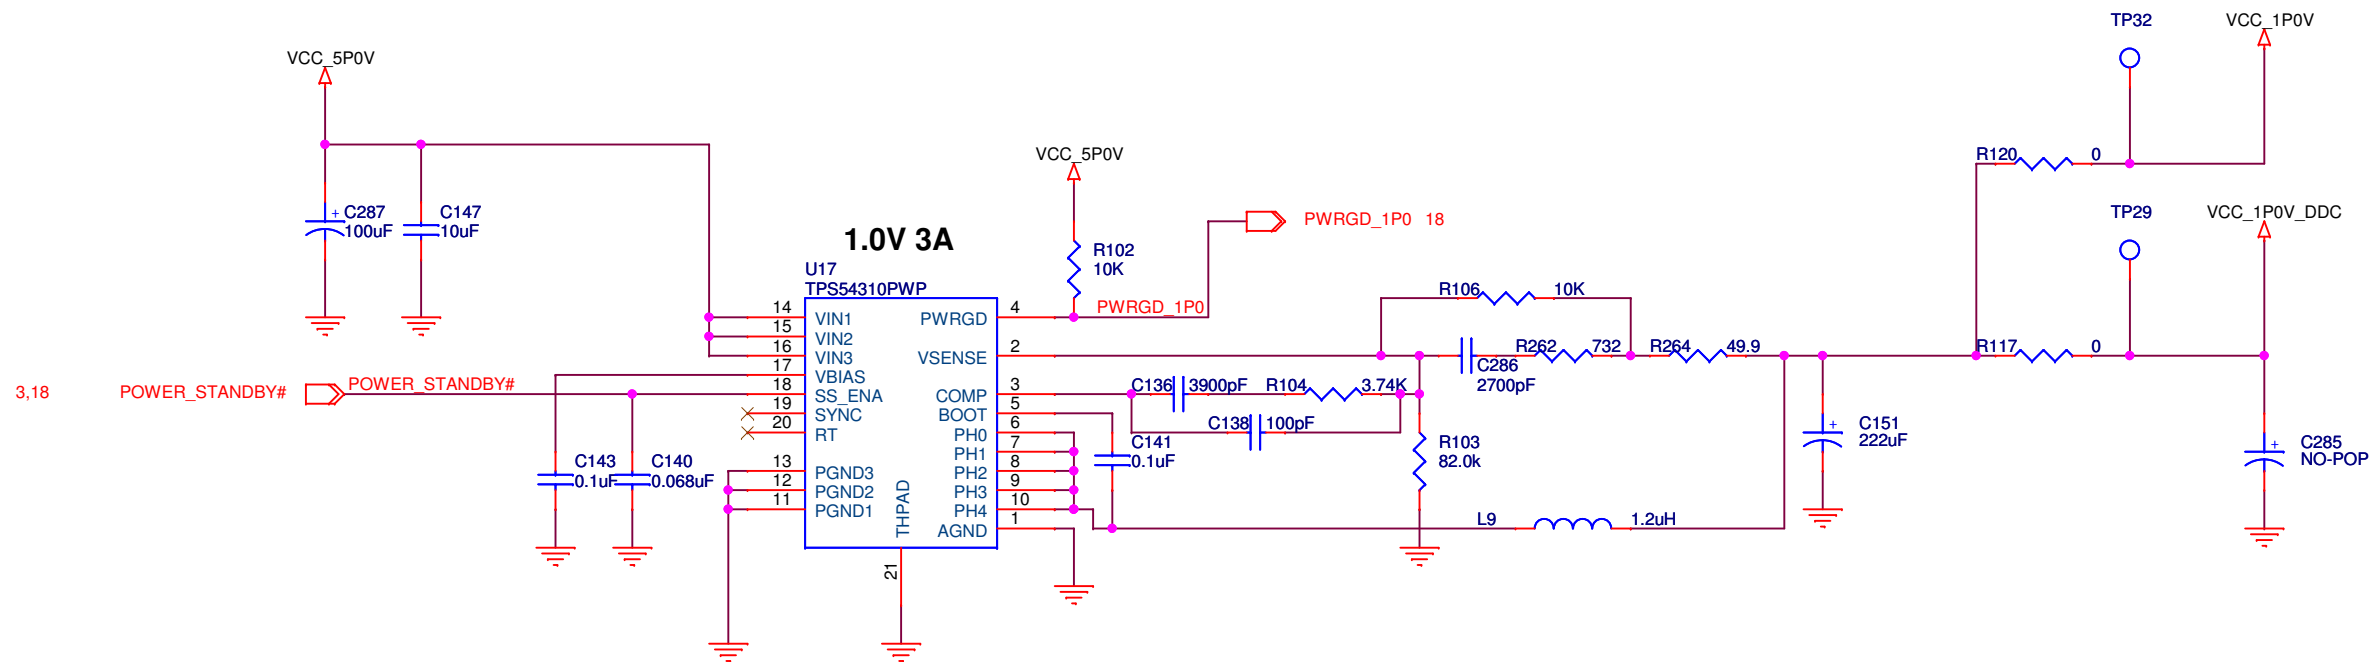 TP32
VCC_1P0V
VCC_5P0V
VCC_5P0V
R120
0
C287
100uF
+
C147
10uF
1.0V 3A
PWRGD_1P0 18
TP29
VCC_1P0V_DDC
R102
10K
U17
TPS54310PWP
PWRGD_1P0
R106
10K
14
VIN1
15
VIN2
16
VIN3
17
VBIAS
18
SS_ENA
19
SYNC
20
RT
13
PGND3
12
PGND2
11
PGND1
THPAD
21
4
PWRGD
2
VSENSE
3
COMP
5
BOOT
6
PH0
7
PH1
8
PH2
9
PH3
10
PH4
1
AGND
R262
732
R264
49.9
R117
0
C286
2700pF
3,18
POWER_STANDBY#
POWER_STANDBY#
C136
3900pF
R104
3.74K
C138
100pF
C141
0.1uF
R103
82.0k
+
C151
222uF
+
C285
NO-POP
C143
0.1uF
C140
0.068uF
L9
1.2uH